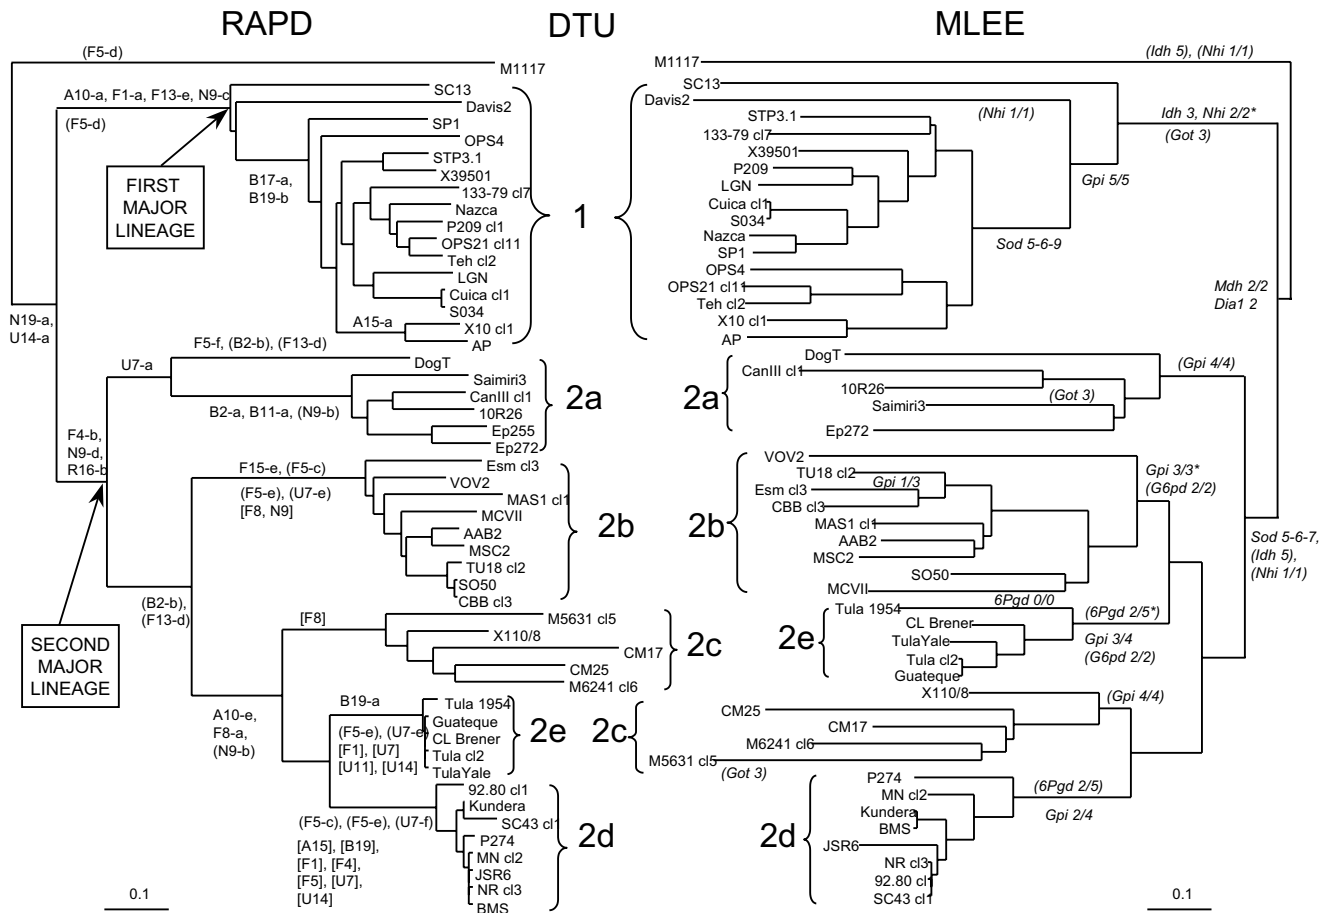 RAPD
DTU
MLEE
(F5-d)
M1117
A10-a, F1-a, F13-e, N9-c
(F5-d)
SC13
Davis2
SP1
OPS4
STP3.1
X39501
133-79 cl7
Nazca
P209 cl1
OPS21 cl11
Teh cl2
LGN
Cuica cl1
S034
X10 cl1
AP
B17-a,
B19-b
A15-a
FIRST
MAJOR
LINEAGE
N19-a,
U14-a
1
F5-f, (B2-b), (F13-d)
U7-a
DogT
Saimiri3
CanIII cl1
10R26
Ep255
Ep272
B2-a, B11-a, (N9-b)
2a
F4-b,
N9-d,
R16-b
F15-e, (F5-c)
(F5-e), (U7-e)
[F8, N9]
Esm cl3
VOV2
MAS1 cl1
MCVII
AAB2
MSC2
TU18 cl2
SO50
CBB cl3
2b
(B2-b),
(F13-d)
SECOND
MAJOR
LINEAGE
[F8]
M5631 cl5
X110/8
CM17
CM25
M6241 cl6
2c
A10-e,
F8-a,
(N9-b)
B19-a
(F5-e), (U7-e)
[F1], [U7]
[U11], [U14]
Tula 1954
Guateque
CL Brener
Tula cl2
TulaYale
2e
(F5-c), (F5-e), (U7-f)
[A15], [B19],
[F1], [F4],
[F5], [U7],
[U14]
92.80 cl1
Kundera
SC43 cl1
P274
MN cl2
JSR6
NR cl3
BMS
2d
0.1
M1117
(Idh 5), (Nhi 1/1)
SC13
Davis2
(Nhi 1/1)
Idh 3, Nhi 2/2*
(Got 3)
STP3.1
133-79 cl7
X39501
P209
LGN
Cuica cl1
S034
Nazca
SP1
OPS4
OPS21 cl11
Teh cl2
X10 cl1
AP
Gpi 5/5
Sod 5-6-9
Mdh 2/2
Dia1 2
DogT
CanIII cl1
10R26
Saimiri3
Ep272
(Gpi 4/4)
(Got 3)
2a
VOV2
TU18 cl2
Gpi 1/3
Esm cl3
CBB cl3
MAS1 cl1
AAB2
MSC2
SO50
MCVII
Gpi 3/3*
(G6pd 2/2)
2b
Sod 5-6-7,
(Idh 5),
(Nhi 1/1)
6Pgd 0/0
Tula 1954
CL Brener
TulaYale
Tula cl2
Guateque
(6Pgd 2/5*)
Gpi 3/4
(G6pd 2/2)
2e
X110/8
CM25
CM17
M6241 cl6
M5631 cl5
(Got 3)
(Gpi 4/4)
2c
P274
MN cl2
Kundera
BMS
JSR6
NR cl3
92.80 cl1
SC43 cl1
(6Pgd 2/5)
Gpi 2/4
2d
0.1